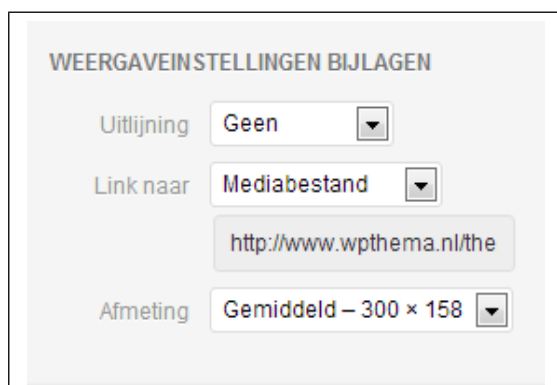 WEERGAVEINSTELLINGEN BIJLAGEN
Uitlijning Geen
Link naar Mediabestand
http://www.wpthema.nl/the
Afmeting Gemiddeld – 300 × 158